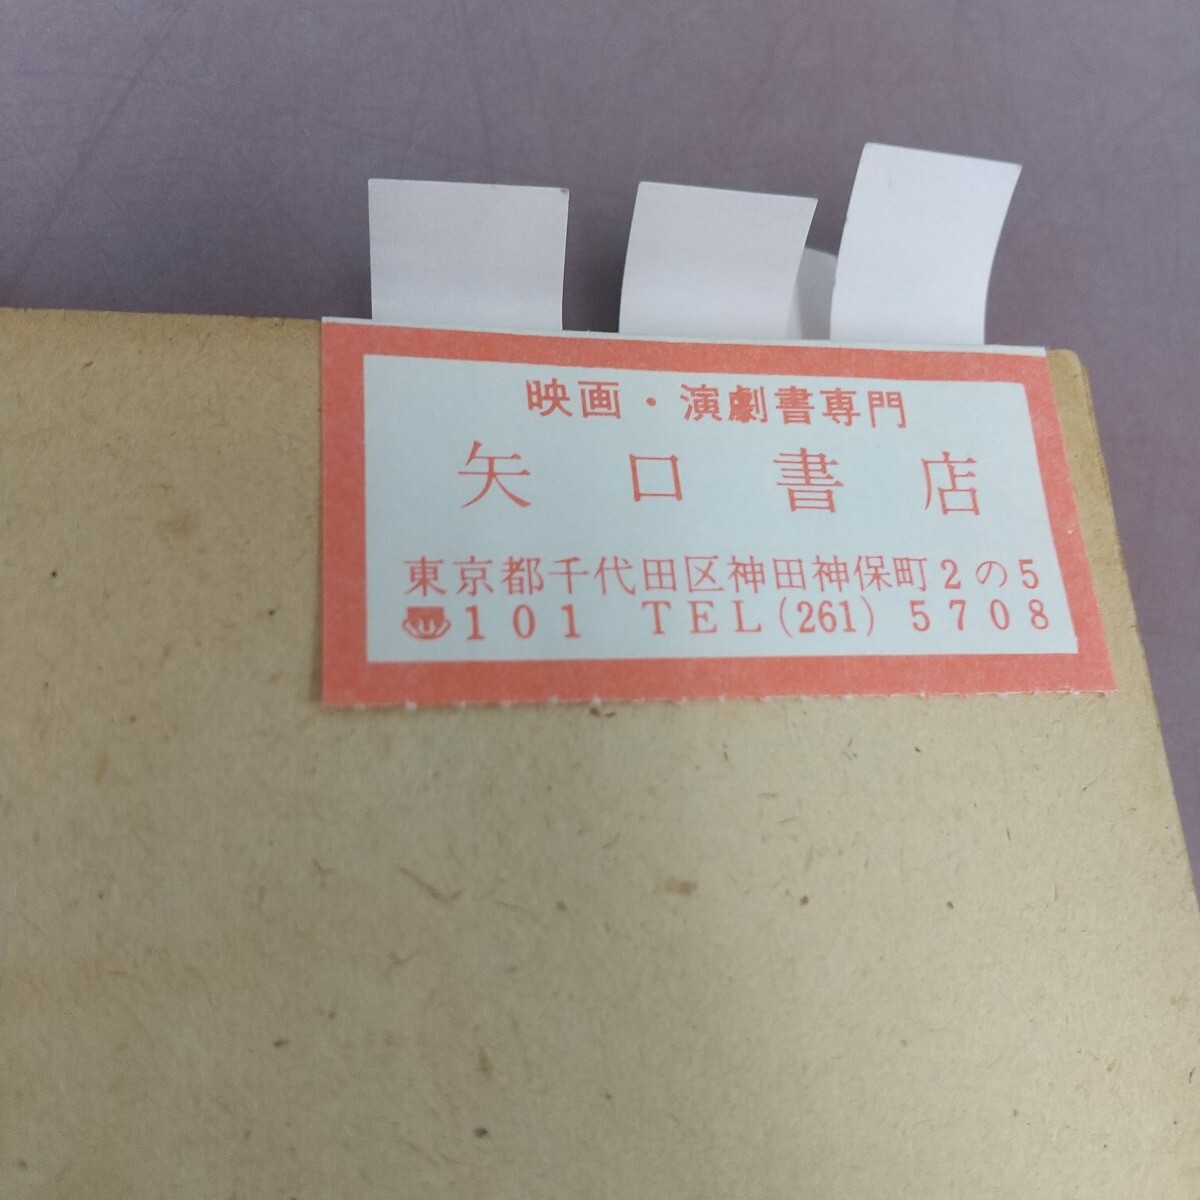 映画・演劇書専門
矢口書店
東京都千代田区神田神保町2の5
101 TEL(261)5708